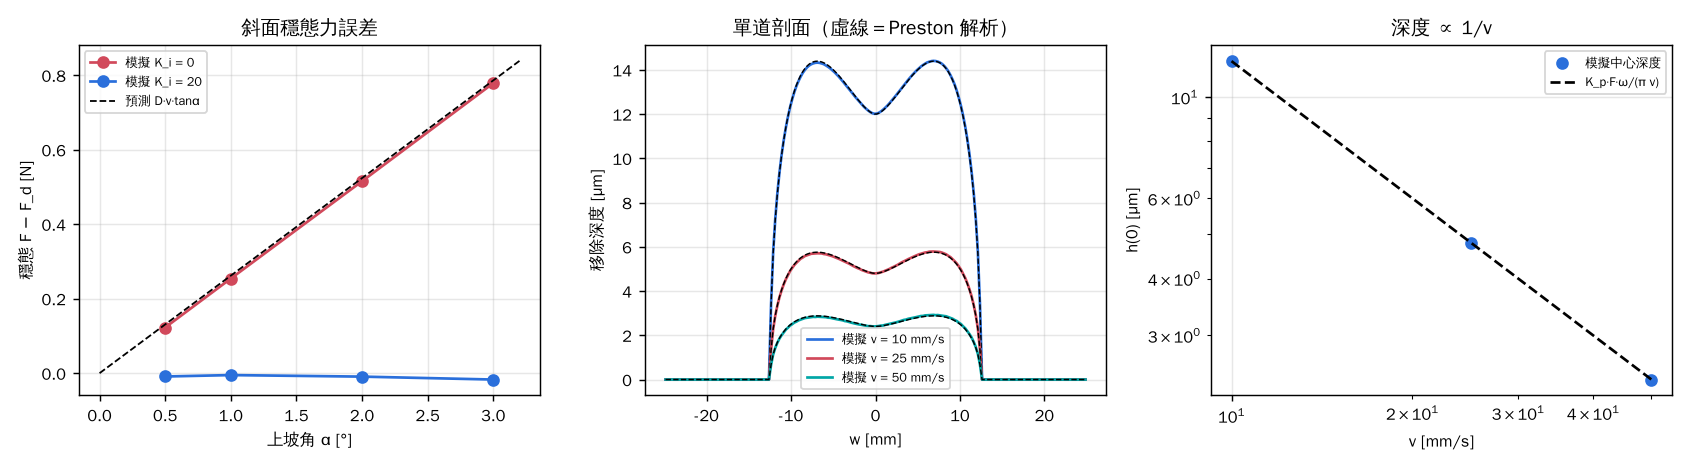 斜面穩態力誤差
模擬 K_i = 0
模擬 K_i = 20
預測 D·v·tanα
穩態 F − F_d [N]
0.8
0.6
0.4
0.2
0.0
0.0 0.5 1.0 1.5 2.0 2.5 3.0
上坡角 α [°]
單道剖面（虛線＝Preston 解析）
移除深度 [μm]
14
12
10
8
6
4
2
0
模擬 v = 10 mm/s
模擬 v = 25 mm/s
模擬 v = 50 mm/s
-20 -10 0 10 20
w [mm]
深度 ∝ 1/v
模擬中心深度
K_p·F·ω/(π v)
h(0) [μm]
10¹
6 × 10⁰
4 × 10⁰
3 × 10⁰
10¹ 2 × 10¹ 3 × 10¹ 4 × 10¹
v [mm/s]